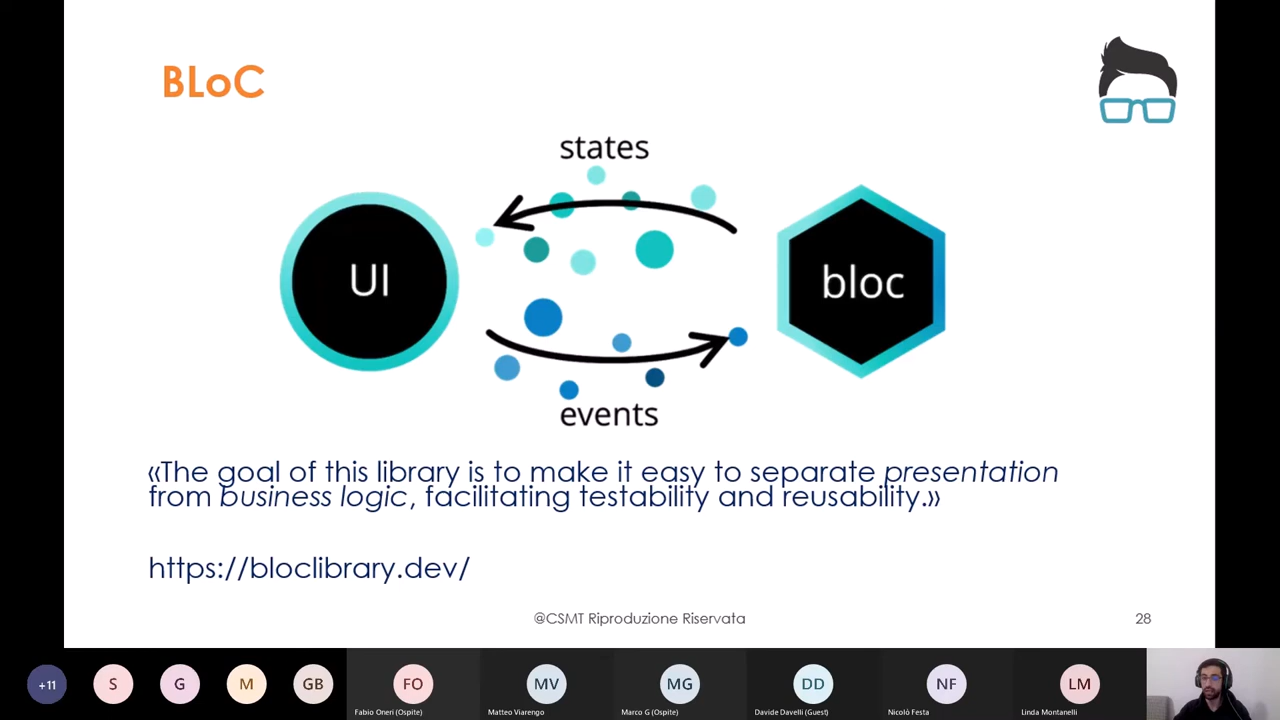 BLoC
states
UI
bloc
events
«The goal of this library is to make it easy to separate presentation
from business logic, facilitating testability and reusability.»
https://bloclibrary.dev/
@CSMT Riproduzione Riservata
28
+11
S
G
M
GB
FO
MV
MG
DD
NF
LM
Fabio Oneri (Ospite)
Matteo Viarengo
Marco G (Ospite)
Davide Davelli (Guest)
Nicolò Festa
Linda Montanelli